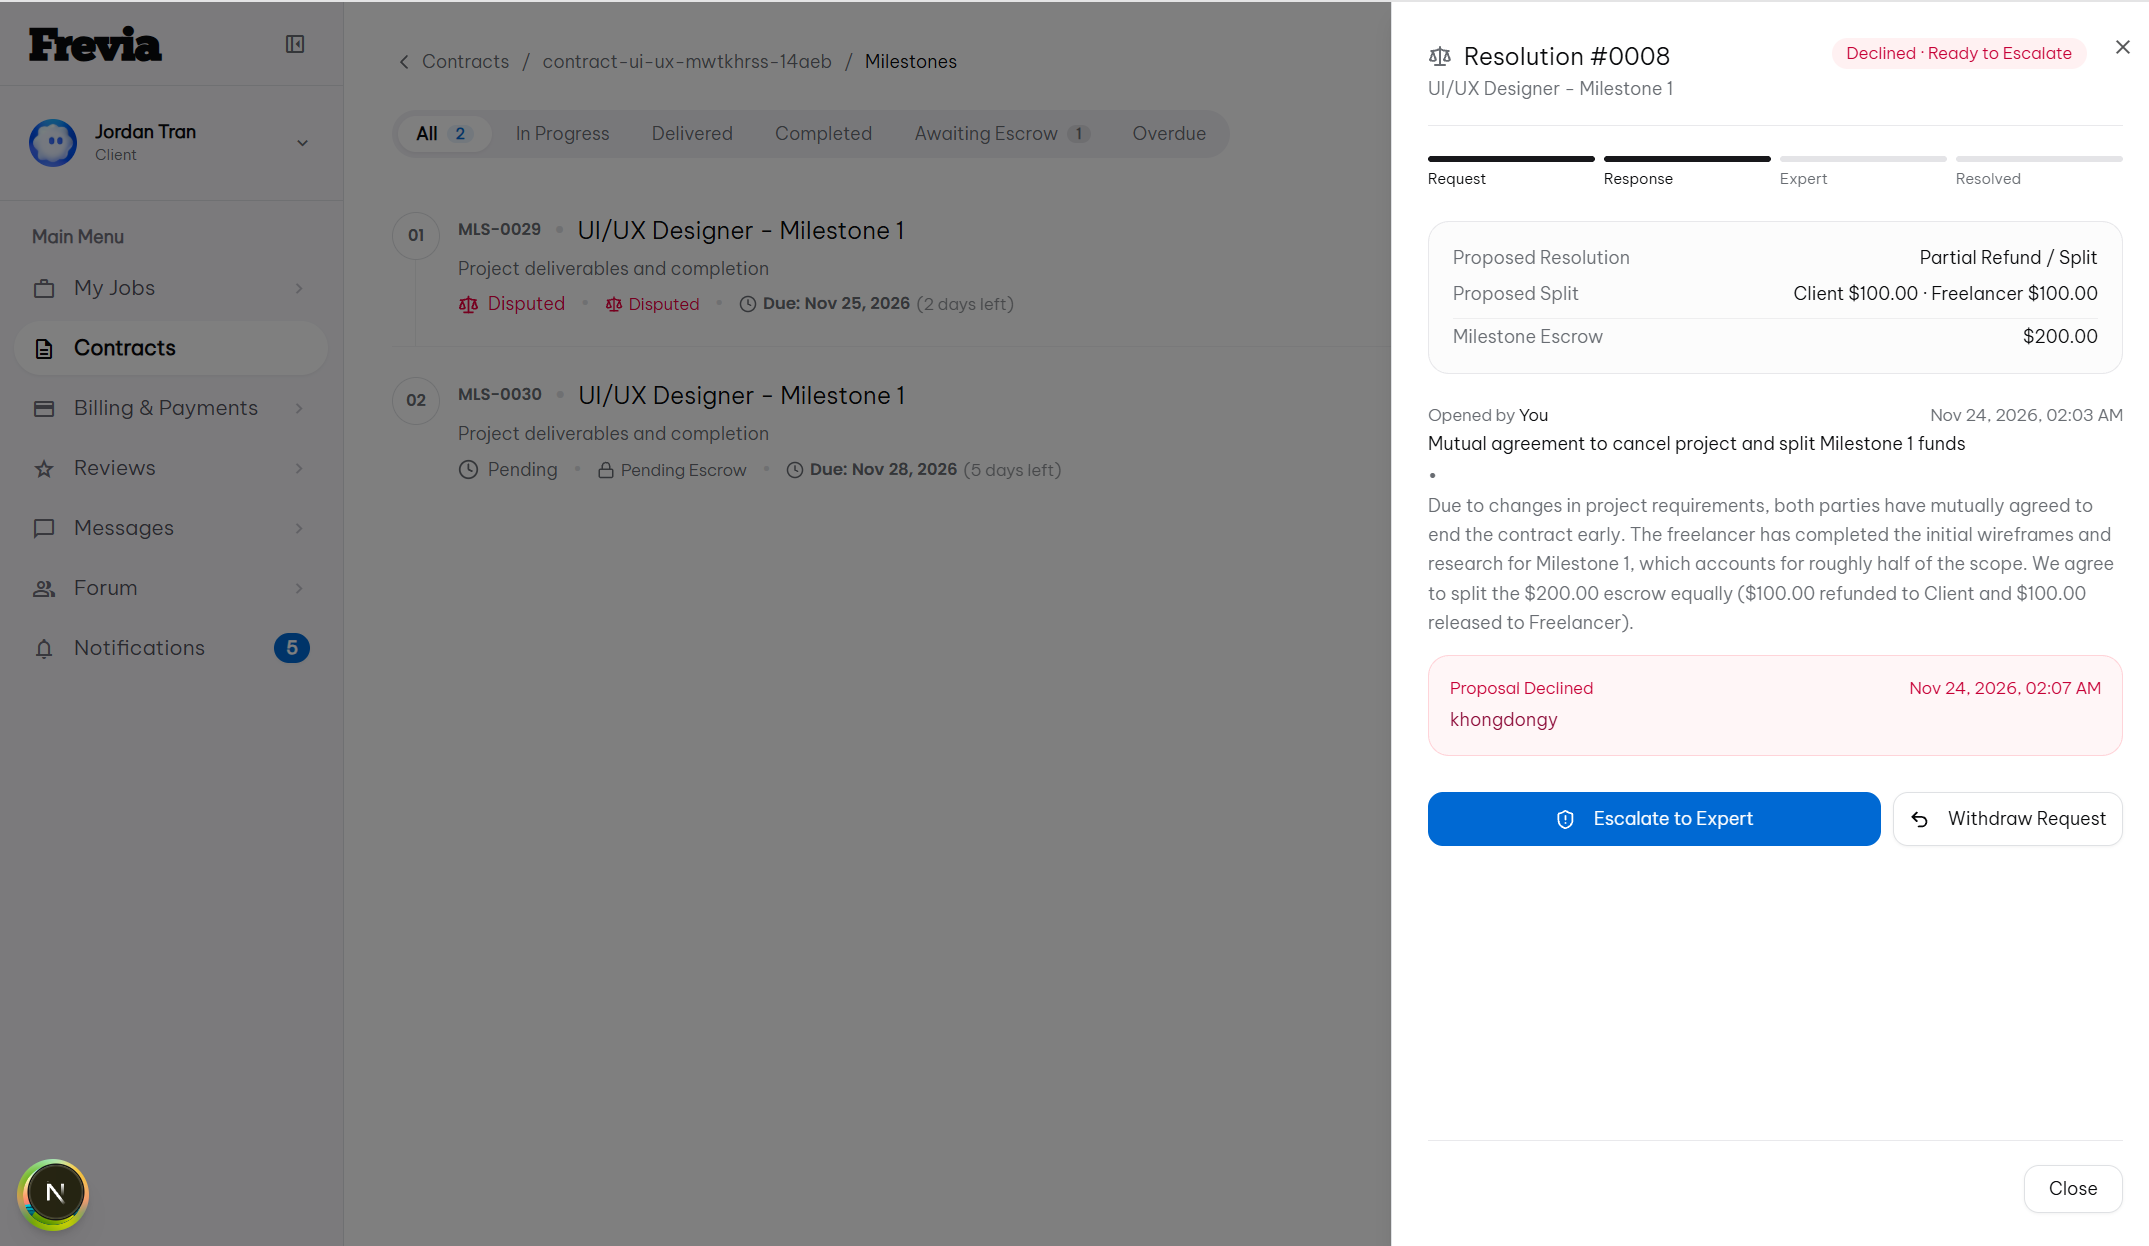 Frevia
Jordan Tran
Client
Main Menu
My Jobs
Contracts
Billing & Payments
Reviews
Messages
Forum
Notifications 5
N
Contracts / contract-ui-ux-mwtkhrss-14aeb / Milestones
All 2 In Progress Delivered Completed Awaiting Escrow 1 Overdue
01 MLS-0029 • UI/UX Designer - Milestone 1
Project deliverables and completion
Disputed • Disputed • Due: Nov 25, 2026 (2 days left)
02 MLS-0030 • UI/UX Designer - Milestone 1
Project deliverables and completion
Pending • Pending Escrow • Due: Nov 28, 2026 (5 days left)
Resolution #0008
Declined · Ready to Escalate
UI/UX Designer - Milestone 1
Request Response Expert Resolved
Proposed Resolution Partial Refund / Split
Proposed Split Client $100.00 · Freelancer $100.00
Milestone Escrow $200.00
Opened by You Nov 24, 2026, 02:03 AM
Mutual agreement to cancel project and split Milestone 1 funds
•
Due to changes in project requirements, both parties have mutually agreed to
end the contract early. The freelancer has completed the initial wireframes and
research for Milestone 1, which accounts for roughly half of the scope. We agree
to split the $200.00 escrow equally ($100.00 refunded to Client and $100.00
released to Freelancer).
Proposal Declined Nov 24, 2026, 02:07 AM
khongdongy
Escalate to Expert
Withdraw Request
Close